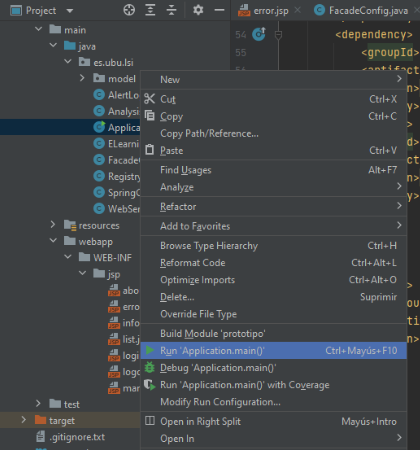 Project
error.jsp
FacadeConfig.java
main
java
es.ubu.lsi
model
AlertLo
Analysi
Applica
ELearni
Facade
Registry
SpringC
WebServ
resources
webapp
WEB-INF
jsp
abo
erro
info
list.j
logi
logo
mar
test
target
.gitignore.txt
New
Cut Ctrl+X
Copy Ctrl+C
Copy Path/Reference...
Paste Ctrl+V
Find Usages Alt+F7
Analyze
Refactor
Add to Favorites
Browse Type Hierarchy Ctrl+H
Reformat Code Ctrl+Alt+L
Optimize Imports Ctrl+Alt+O
Delete... Suprimir
Override File Type
Build Module 'prototipo'
Run 'Application.main()' Ctrl+Mayús+F10
Debug 'Application.main()'
Run 'Application.main()' with Coverage
Modify Run Configuration...
Open in Right Split Mayús+Intro
Open In
54 <dependency>
55 <groupId>
56 <artifact